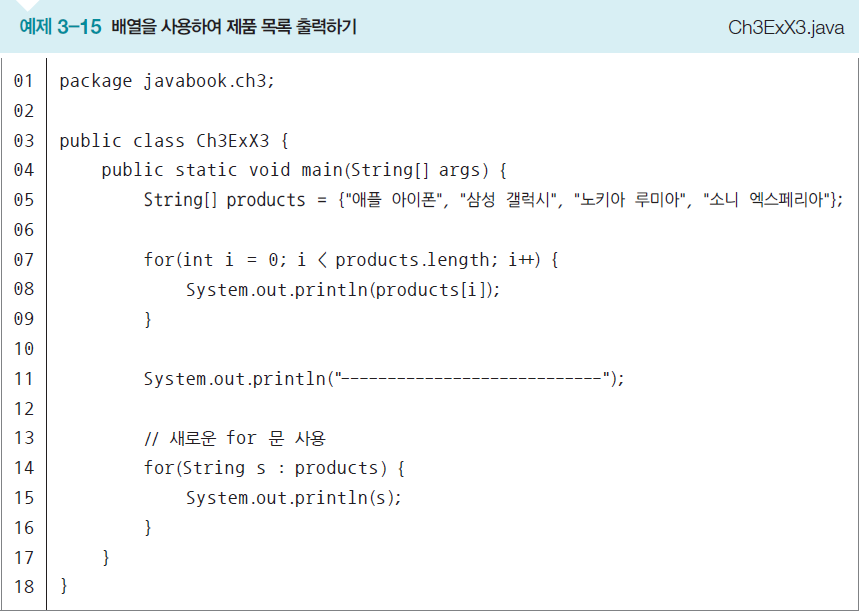 예제 3-15 배열을 사용하여 제품 목록 출력하기 Ch3ExX3.java
01 package javabook.ch3;
02
03 public class Ch3ExX3 {
04     public static void main(String[] args) {
05         String[] products = {"애플 아이폰", "삼성 갤럭시", "노키아 루미아", "소니 엑스페리아"};
06
07         for(int i = 0; i < products.length; i++) {
08             System.out.println(products[i]);
09         }
10
11         System.out.println("----------------------------");
12
13         // 새로운 for 문 사용
14         for(String s : products) {
15             System.out.println(s);
16         }
17     }
18 }